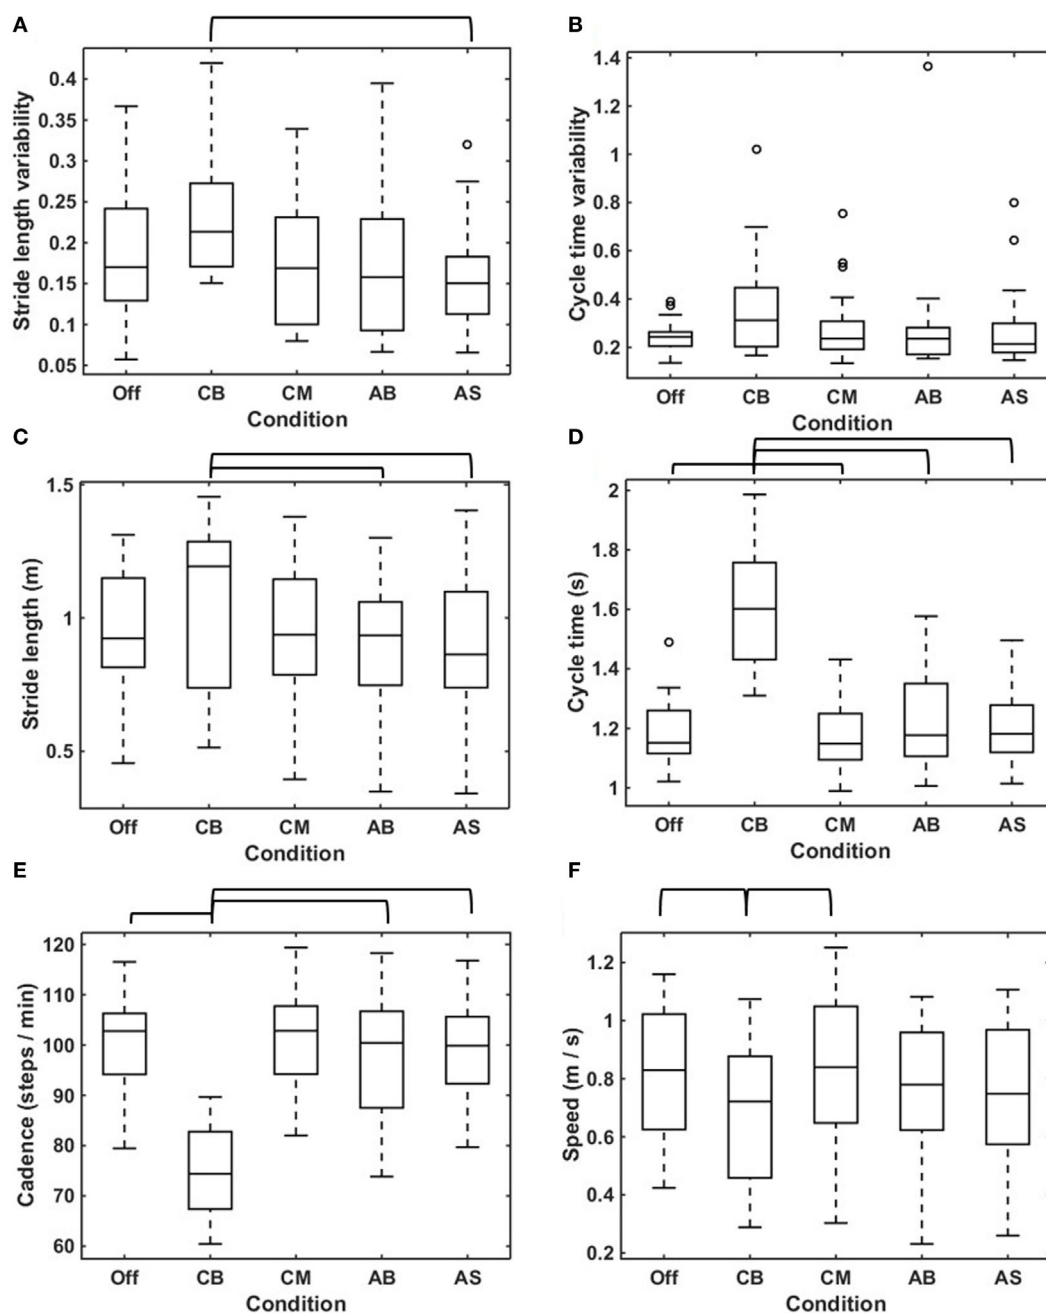 A
Stride length variability
0.4
0.35
0.3
0.25
0.2
0.15
0.1
0.05
Off CB CM AB AS
Condition
B
Cycle time variability
1.4
1.2
1
0.8
0.6
0.4
0.2
Off CB CM AB AS
Condition
C
Stride length (m)
1.5
1
0.5
Off CB CM AB AS
Condition
D
Cycle time (s)
2
1.8
1.6
1.4
1.2
1
Off CB CM AB AS
Condition
E
Cadence (steps / min)
120
110
100
90
80
70
60
Off CB CM AB AS
Condition
F
Speed (m / s)
1.2
1
0.8
0.6
0.4
0.2
Off CB CM AB AS
Condition